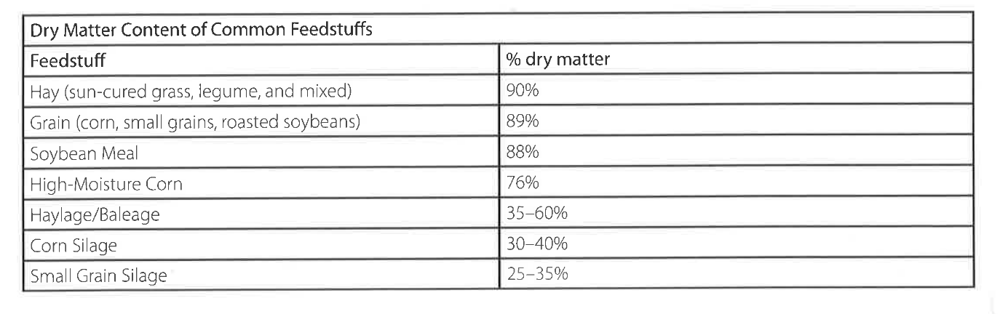 Dry Matter Content of Common Feedstuffs
Feedstuff % dry matter
Hay (sun-cured grass, legume, and mixed) 90%
Grain (corn, small grains, roasted soybeans) 89%
Soybean Meal 88%
High-Moisture Corn 76%
Haylage/Baleage 35–60%
Corn Silage 30–40%
Small Grain Silage 25–35%